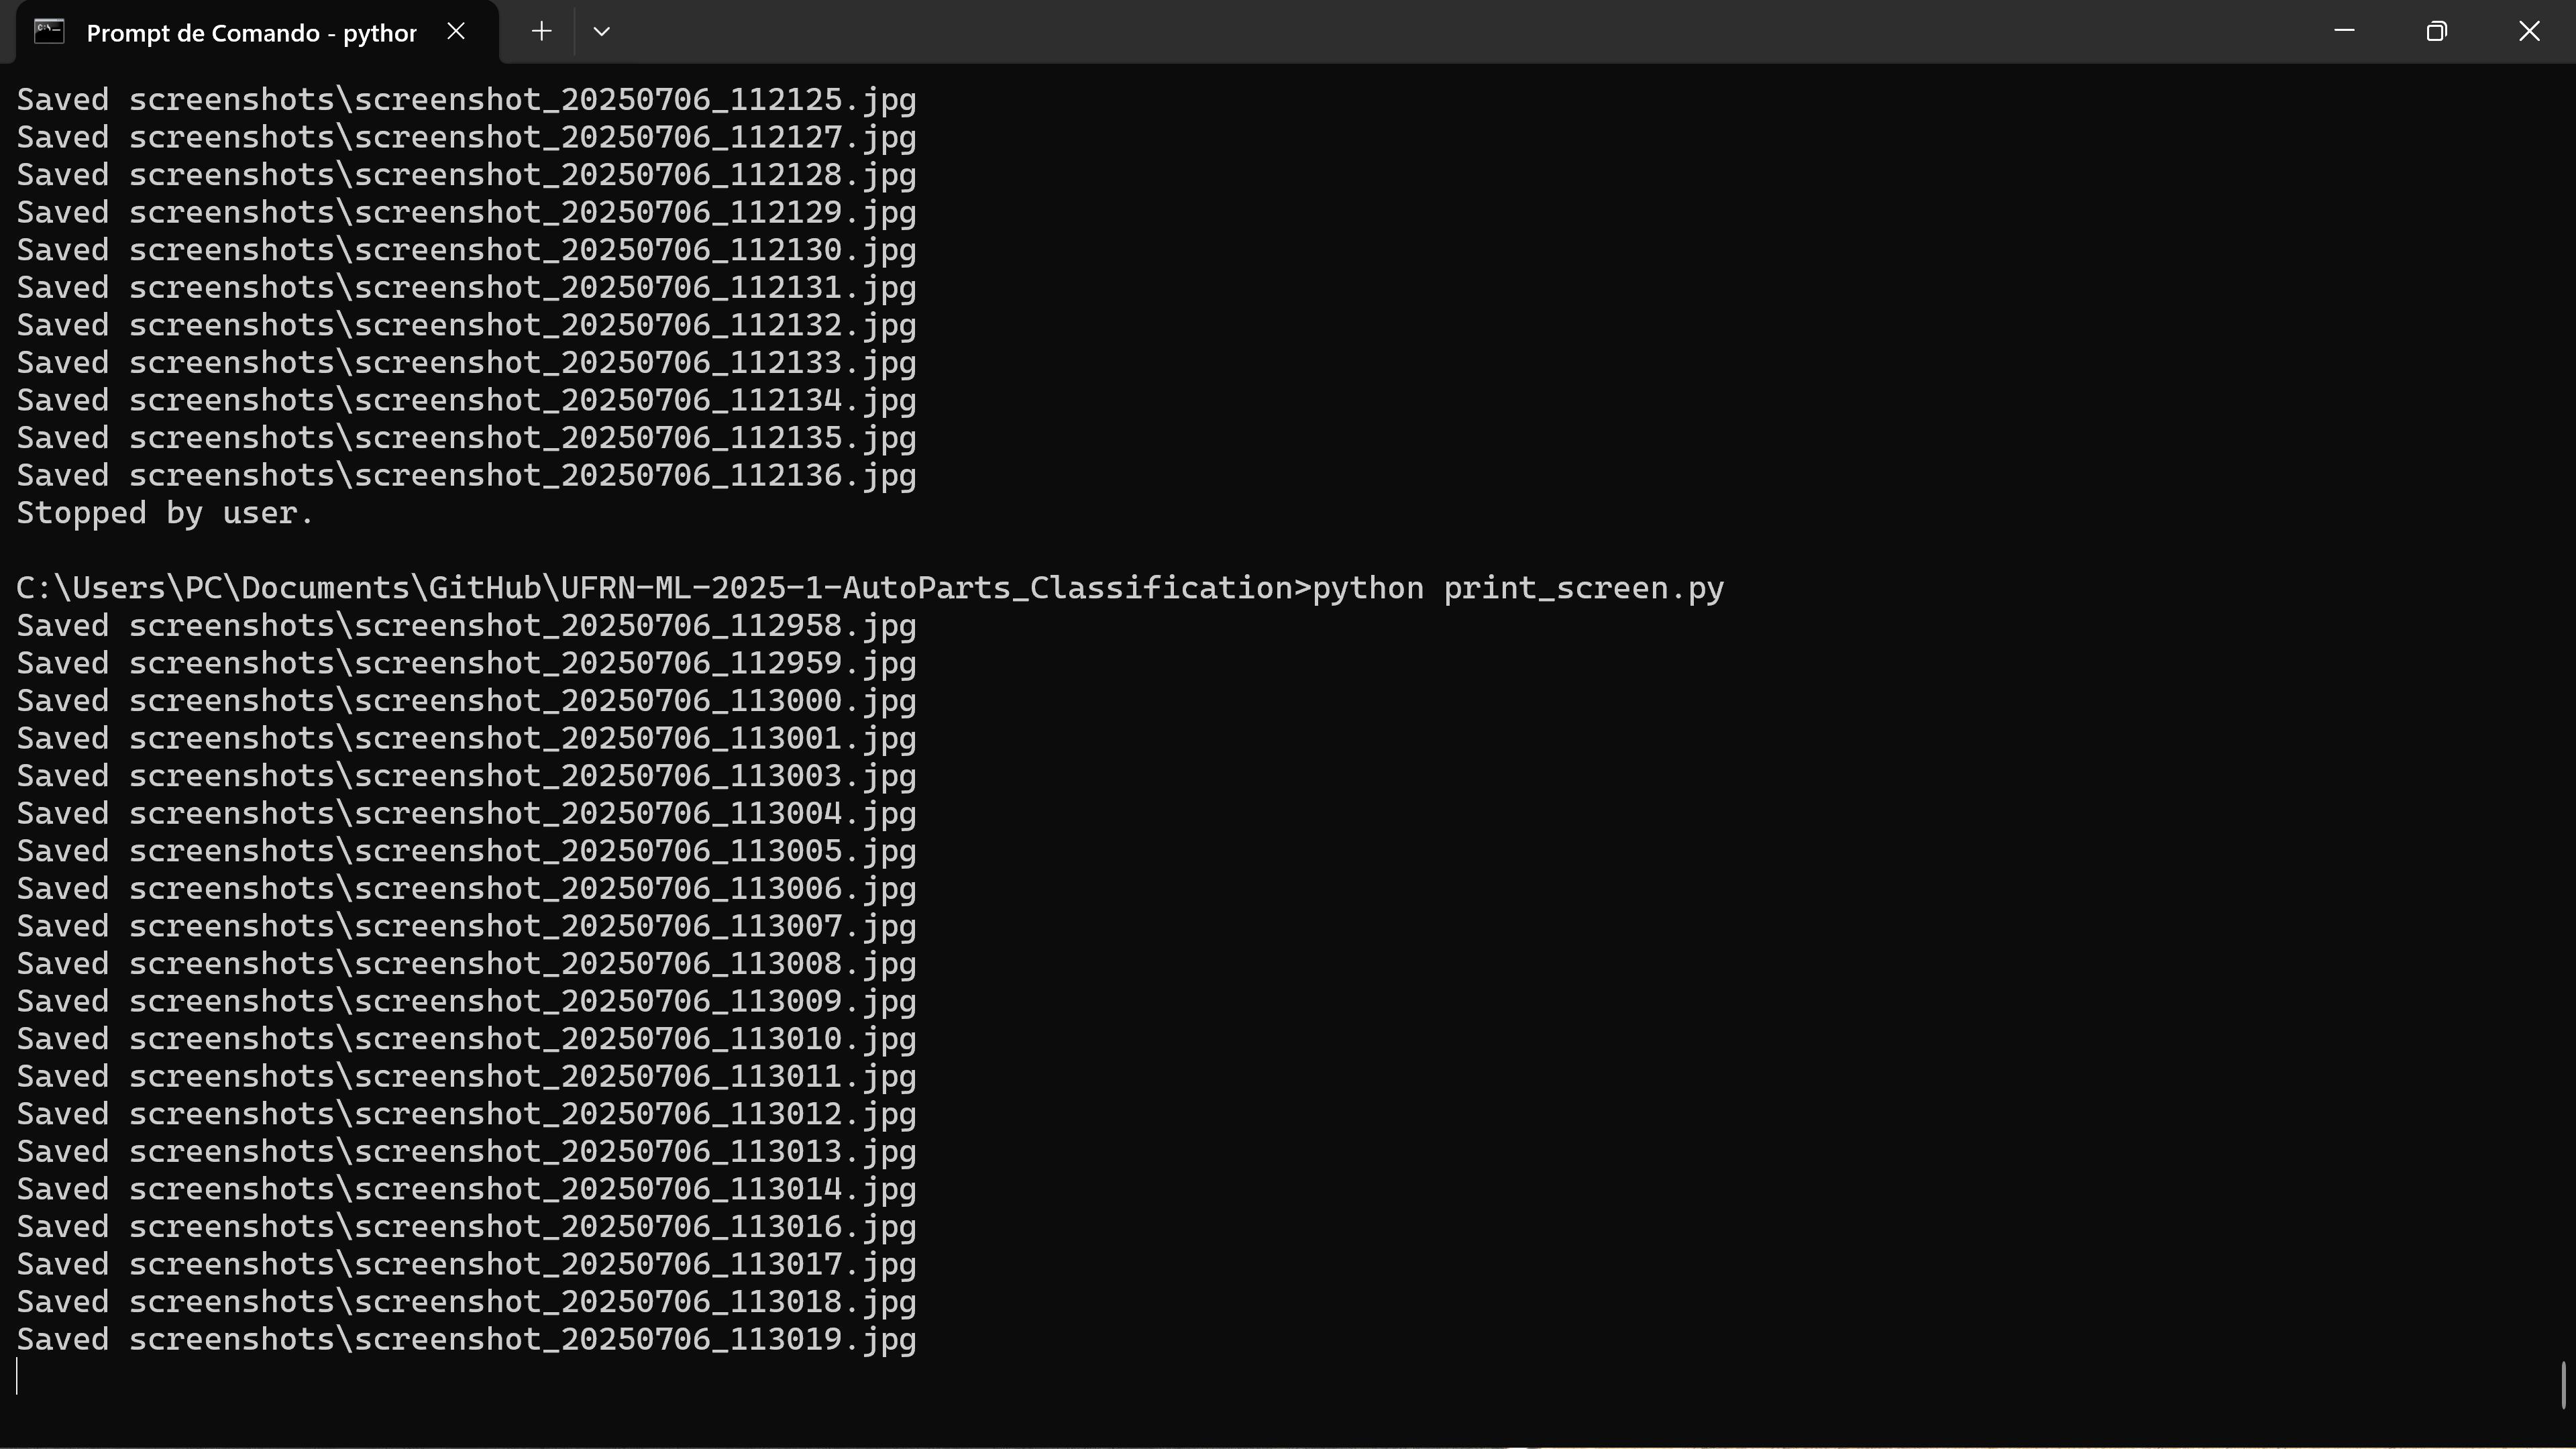 Prompt de Comando - pythor
Saved screenshots\screenshot_20250706_112125.jpg
Saved screenshots\screenshot_20250706_112127.jpg
Saved screenshots\screenshot_20250706_112128.jpg
Saved screenshots\screenshot_20250706_112129.jpg
Saved screenshots\screenshot_20250706_112130.jpg
Saved screenshots\screenshot_20250706_112131.jpg
Saved screenshots\screenshot_20250706_112132.jpg
Saved screenshots\screenshot_20250706_112133.jpg
Saved screenshots\screenshot_20250706_112134.jpg
Saved screenshots\screenshot_20250706_112135.jpg
Saved screenshots\screenshot_20250706_112136.jpg
Stopped by user.
C:\Users\PC\Documents\GitHub\UFRN-ML-2025-1-AutoParts_Classification>python print_screen.py
Saved screenshots\screenshot_20250706_112958.jpg
Saved screenshots\screenshot_20250706_112959.jpg
Saved screenshots\screenshot_20250706_113000.jpg
Saved screenshots\screenshot_20250706_113001.jpg
Saved screenshots\screenshot_20250706_113003.jpg
Saved screenshots\screenshot_20250706_113004.jpg
Saved screenshots\screenshot_20250706_113005.jpg
Saved screenshots\screenshot_20250706_113006.jpg
Saved screenshots\screenshot_20250706_113007.jpg
Saved screenshots\screenshot_20250706_113008.jpg
Saved screenshots\screenshot_20250706_113009.jpg
Saved screenshots\screenshot_20250706_113010.jpg
Saved screenshots\screenshot_20250706_113011.jpg
Saved screenshots\screenshot_20250706_113012.jpg
Saved screenshots\screenshot_20250706_113013.jpg
Saved screenshots\screenshot_20250706_113014.jpg
Saved screenshots\screenshot_20250706_113016.jpg
Saved screenshots\screenshot_20250706_113017.jpg
Saved screenshots\screenshot_20250706_113018.jpg
Saved screenshots\screenshot_20250706_113019.jpg